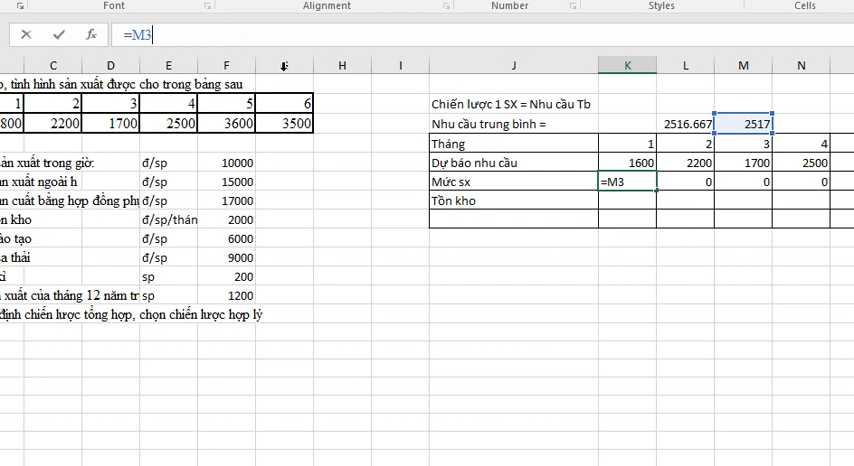 Font Alignment Number Styles Cells
=M3
C D E F G H I J K L M N
, tình hình sản xuất được cho trong bảng sau
1 2 3 4 5 6 Chiến lược 1 SX = Nhu cầu Tb
800 2200 1700 2500 3600 3500 Nhu cầu trung bình = 2516.667 2517
Tháng 1 2 3 4
xuất trong giờ: đ/sp 10000 Dự báo nhu cầu 1600 2200 1700 2500
xuất ngoài h đ/sp 15000 Mức sx =M3 0 0 0
cuất bằng hợp đồng phụ đ/sp 17000 Tồn kho
kho đ/sp/thán 2000
tạo đ/sp 6000
thải đ/sp 9000
sp 200
xuất của tháng 12 năm tr sp 1200
định chiến lược tổng hợp, chọn chiến lược hợp lý